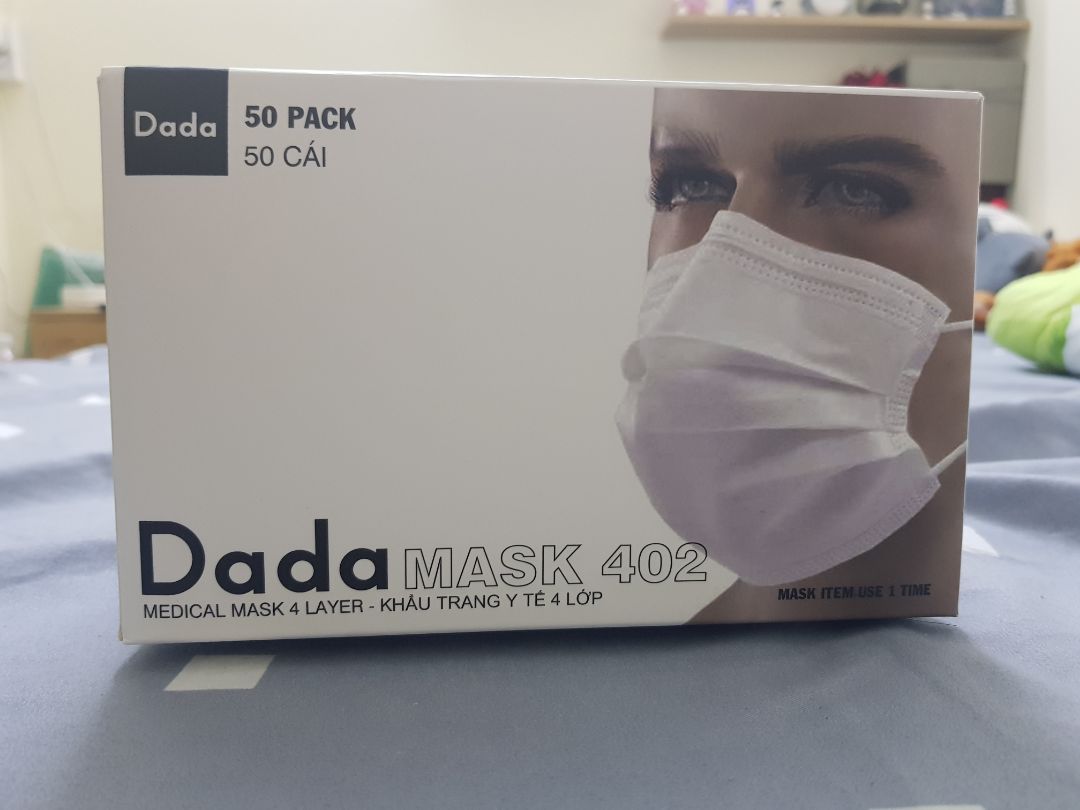 Dada
50 PACK
50 CÁI
Dada MASK 402
MEDICAL MASK 4 LAYER - KHẨU TRANG Y TẾ 4 LỚP
MASK ITEM USE 1 TIME